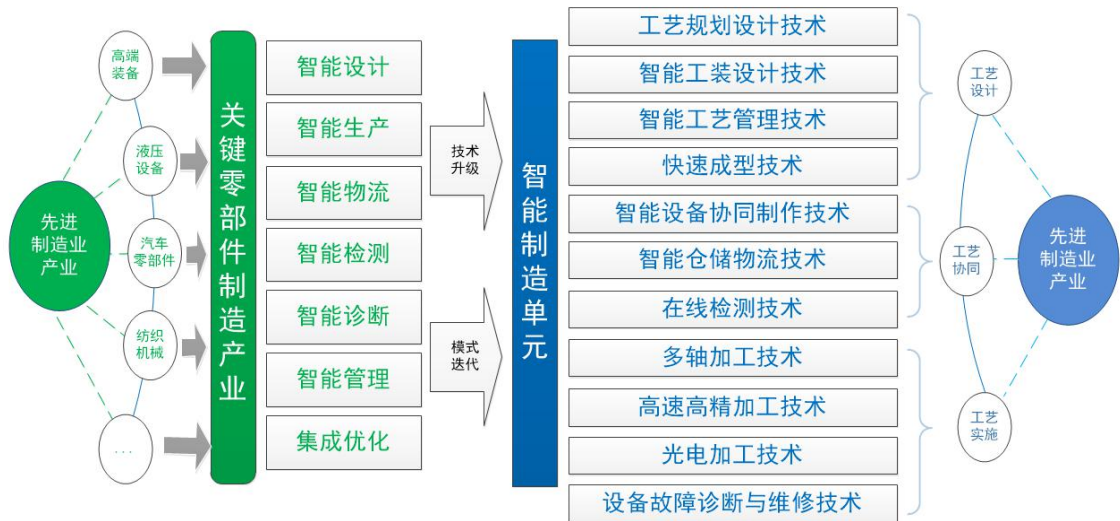 先进
制造业
产业
高端
装备
液压
设备
汽车
零部件
纺织
机械
...
关键零部件制造产业
智能设计
智能生产
智能物流
智能检测
智能诊断
智能管理
集成优化
技术
升级
模式
迭代
智能制造单元
工艺规划设计技术
智能工装设计技术
智能工艺管理技术
快速成型技术
智能设备协同制作技术
智能仓储物流技术
在线检测技术
多轴加工技术
高速高精加工技术
光电加工技术
设备故障诊断与维修技术
工艺
设计
工艺
协同
工艺
实施
先进
制造业
产业